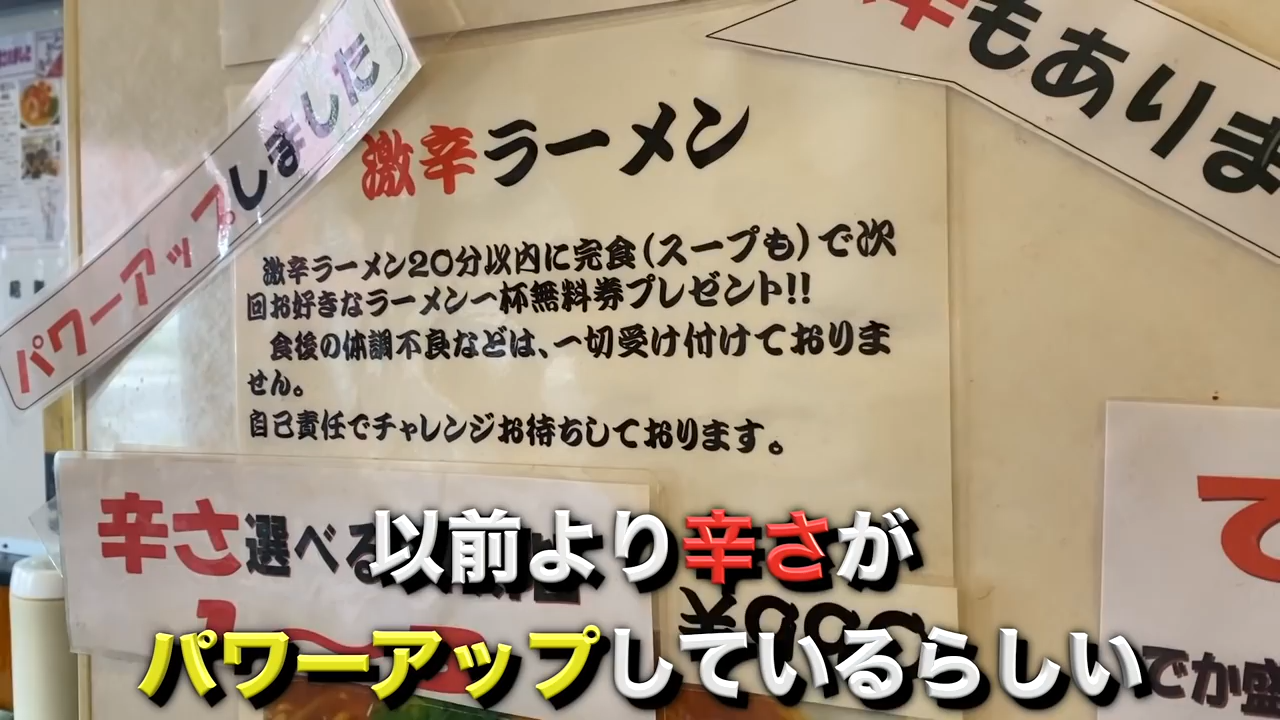 パワーアップしました
辛もありま
激辛ラーメン
激辛ラーメン20分以内に完食(スープも)で次
回お好きなラーメン一杯無料券プレゼント!!
食後の体調不良などは、一切受け付けておりま
せん。
自己責任でチャレンジお待ちしております。
辛さ選べる
で
でか盛
以前より辛さが
パワーアップしているらしい